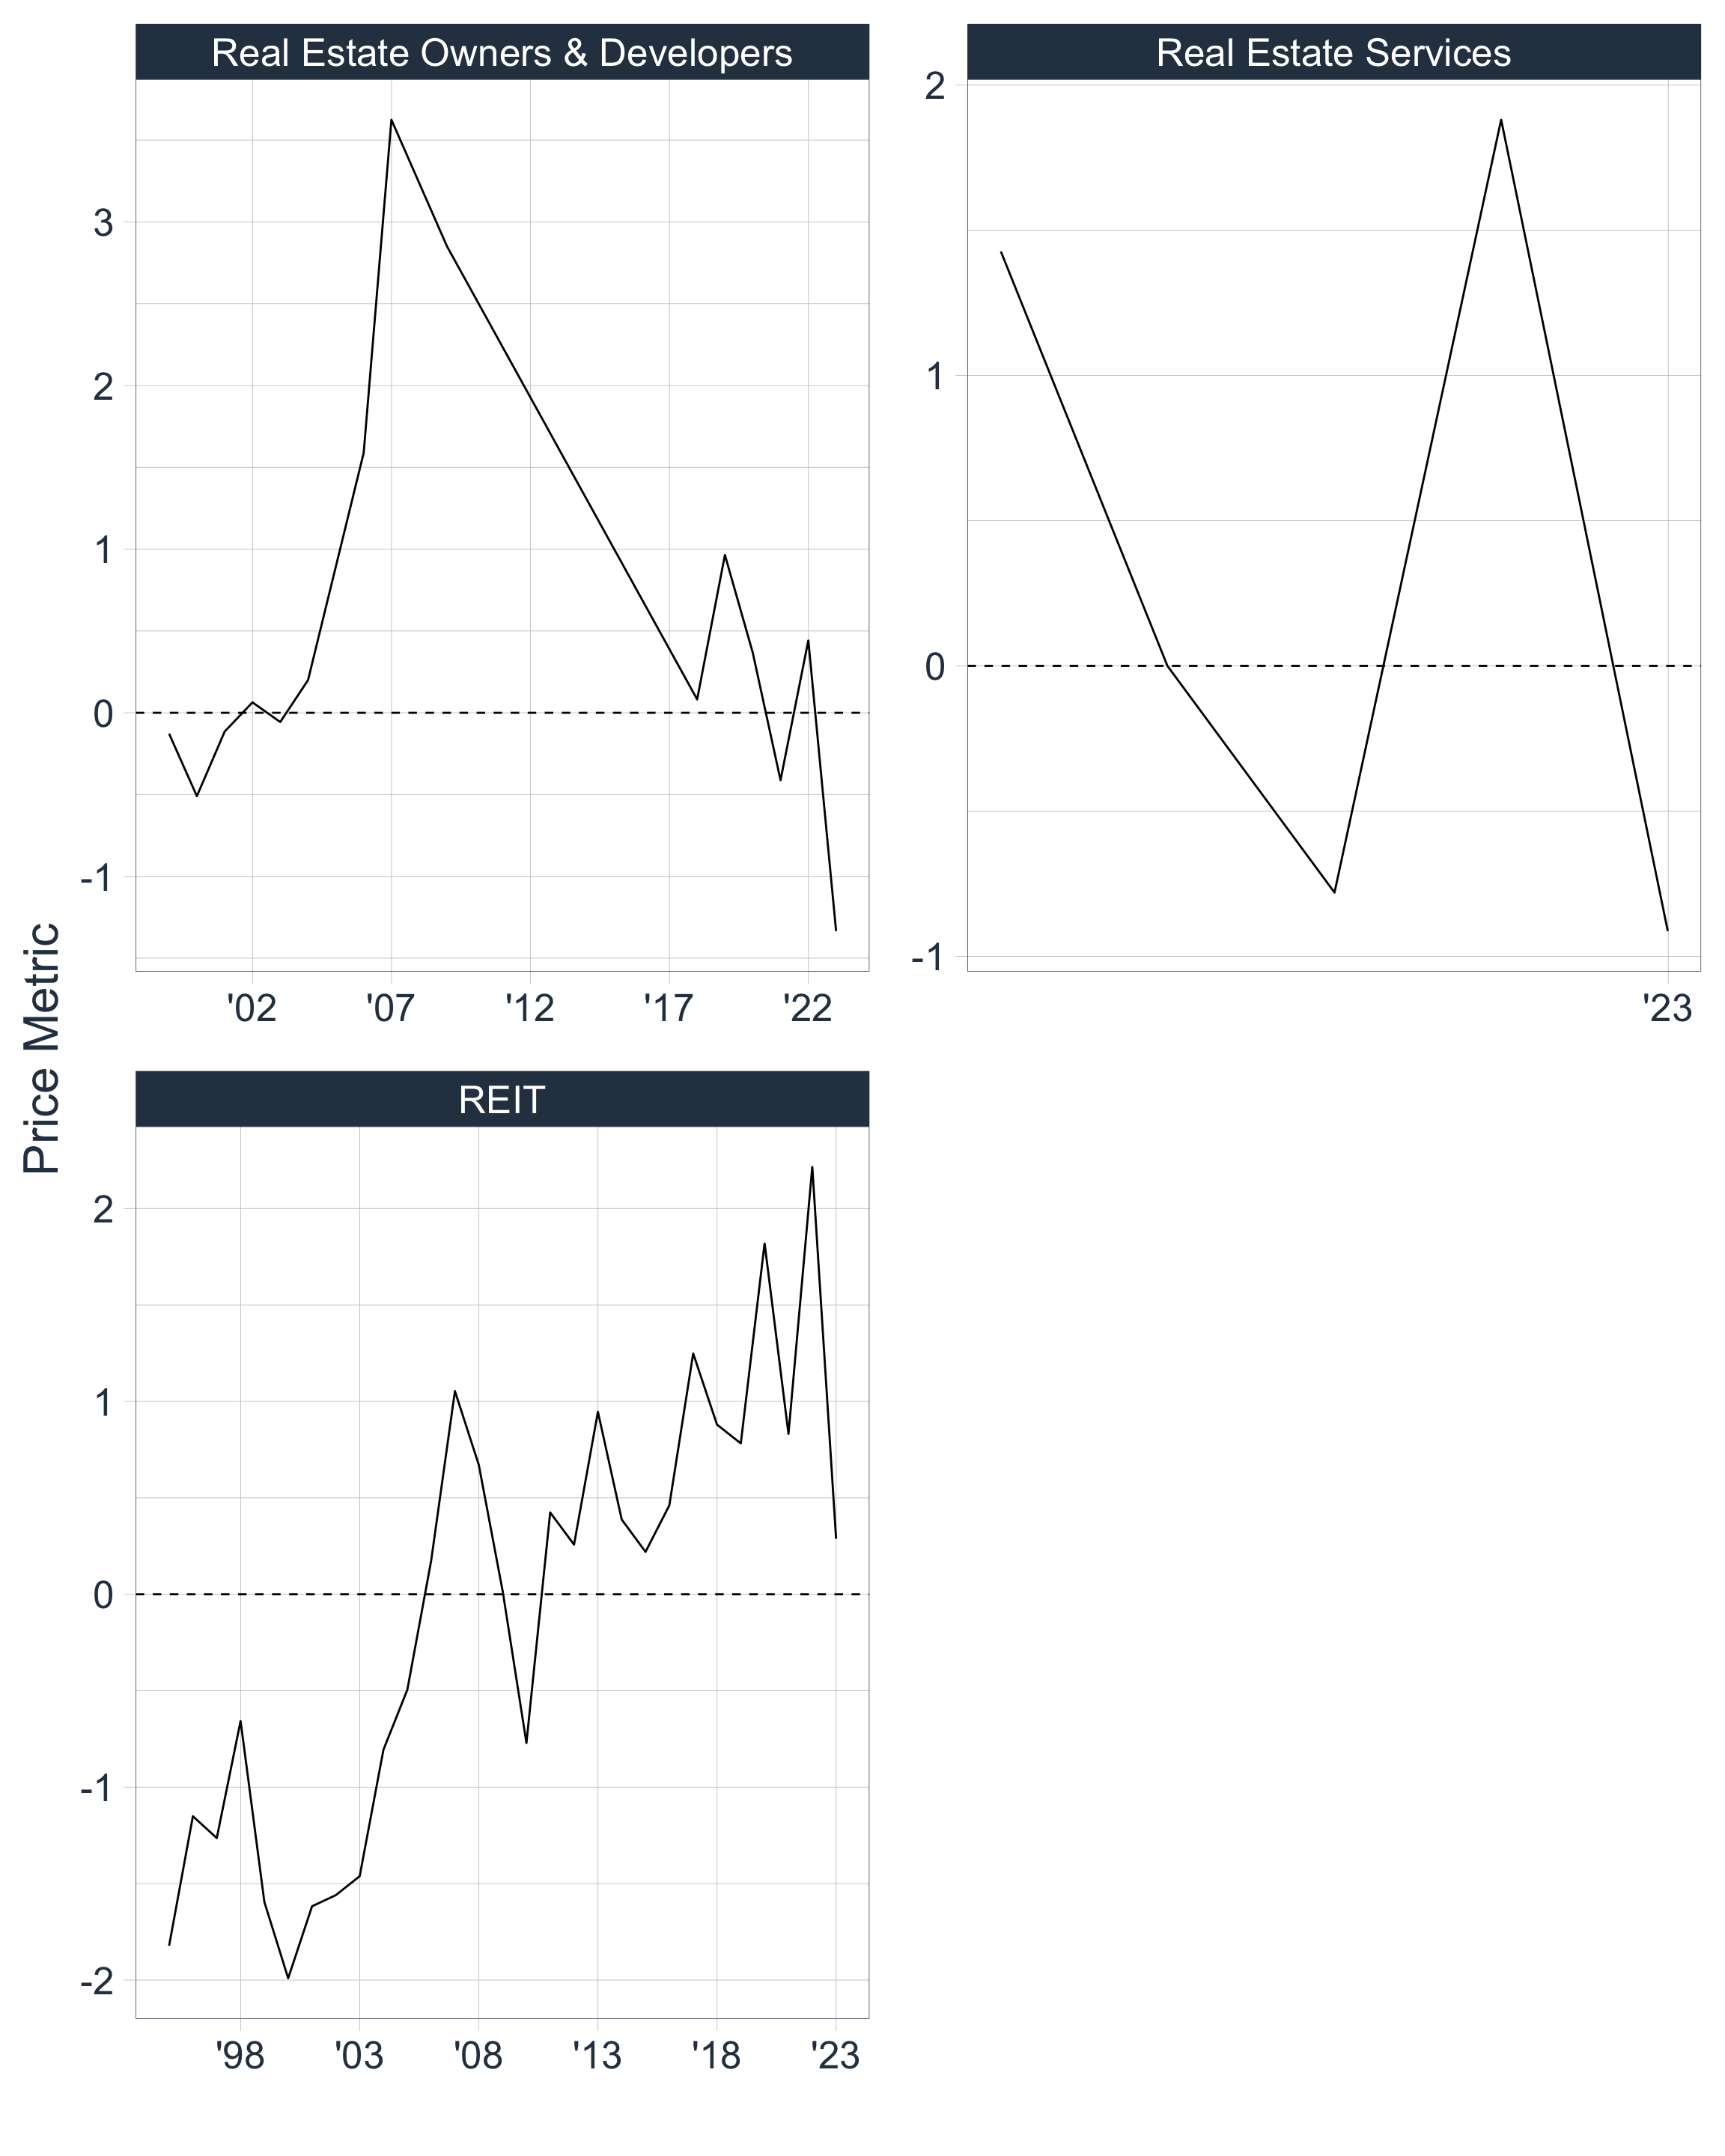 Real Estate Owners & Developers
Real Estate Services
3
2
1
0
-1
'02 '07 '12 '17 '22
2
1
0
-1
'23
Price Metric
REIT
2
1
0
-1
-2
'98 '03 '08 '13 '18 '23